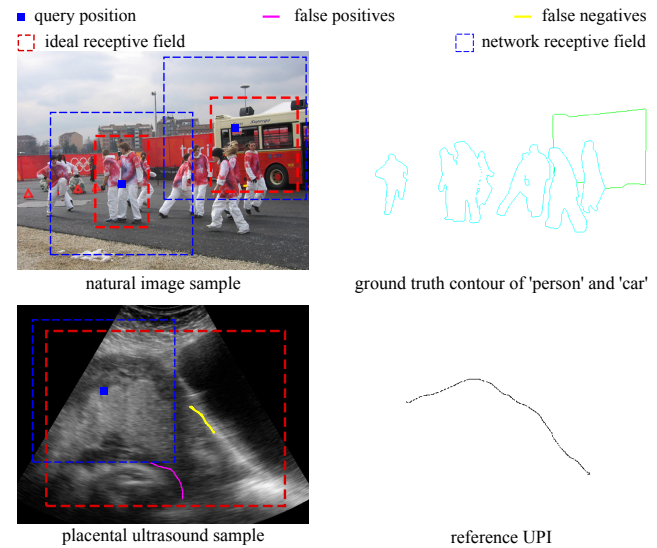 query position false positives false negatives
ideal receptive field network receptive field
natural image sample ground truth contour of 'person' and 'car'
placental ultrasound sample reference UPI